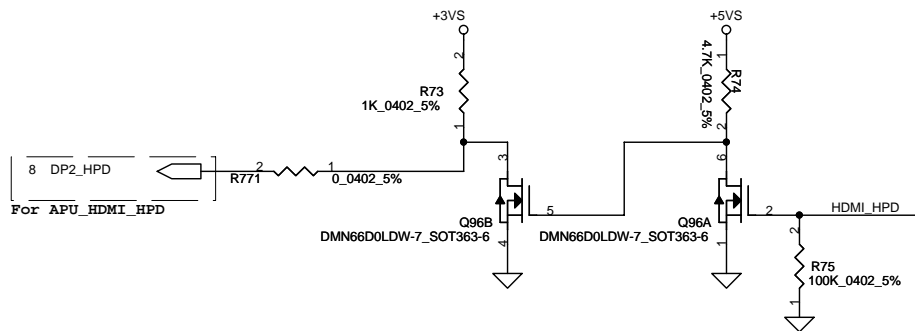 +3VS
+5VS
2
1
R73
1K_0402_5%
4.7K_0402_5%
R74
1
2
8 DP2_HPD
2
1
R771
0_0402_5%
For APU_HDMI_HPD
3
6
5
2
HDMI_HPD
Q96B
DMN66D0LDW-7_SOT363-6
4
Q96A
DMN66D0LDW-7_SOT363-6
1
2
R75
100K_0402_5%
1